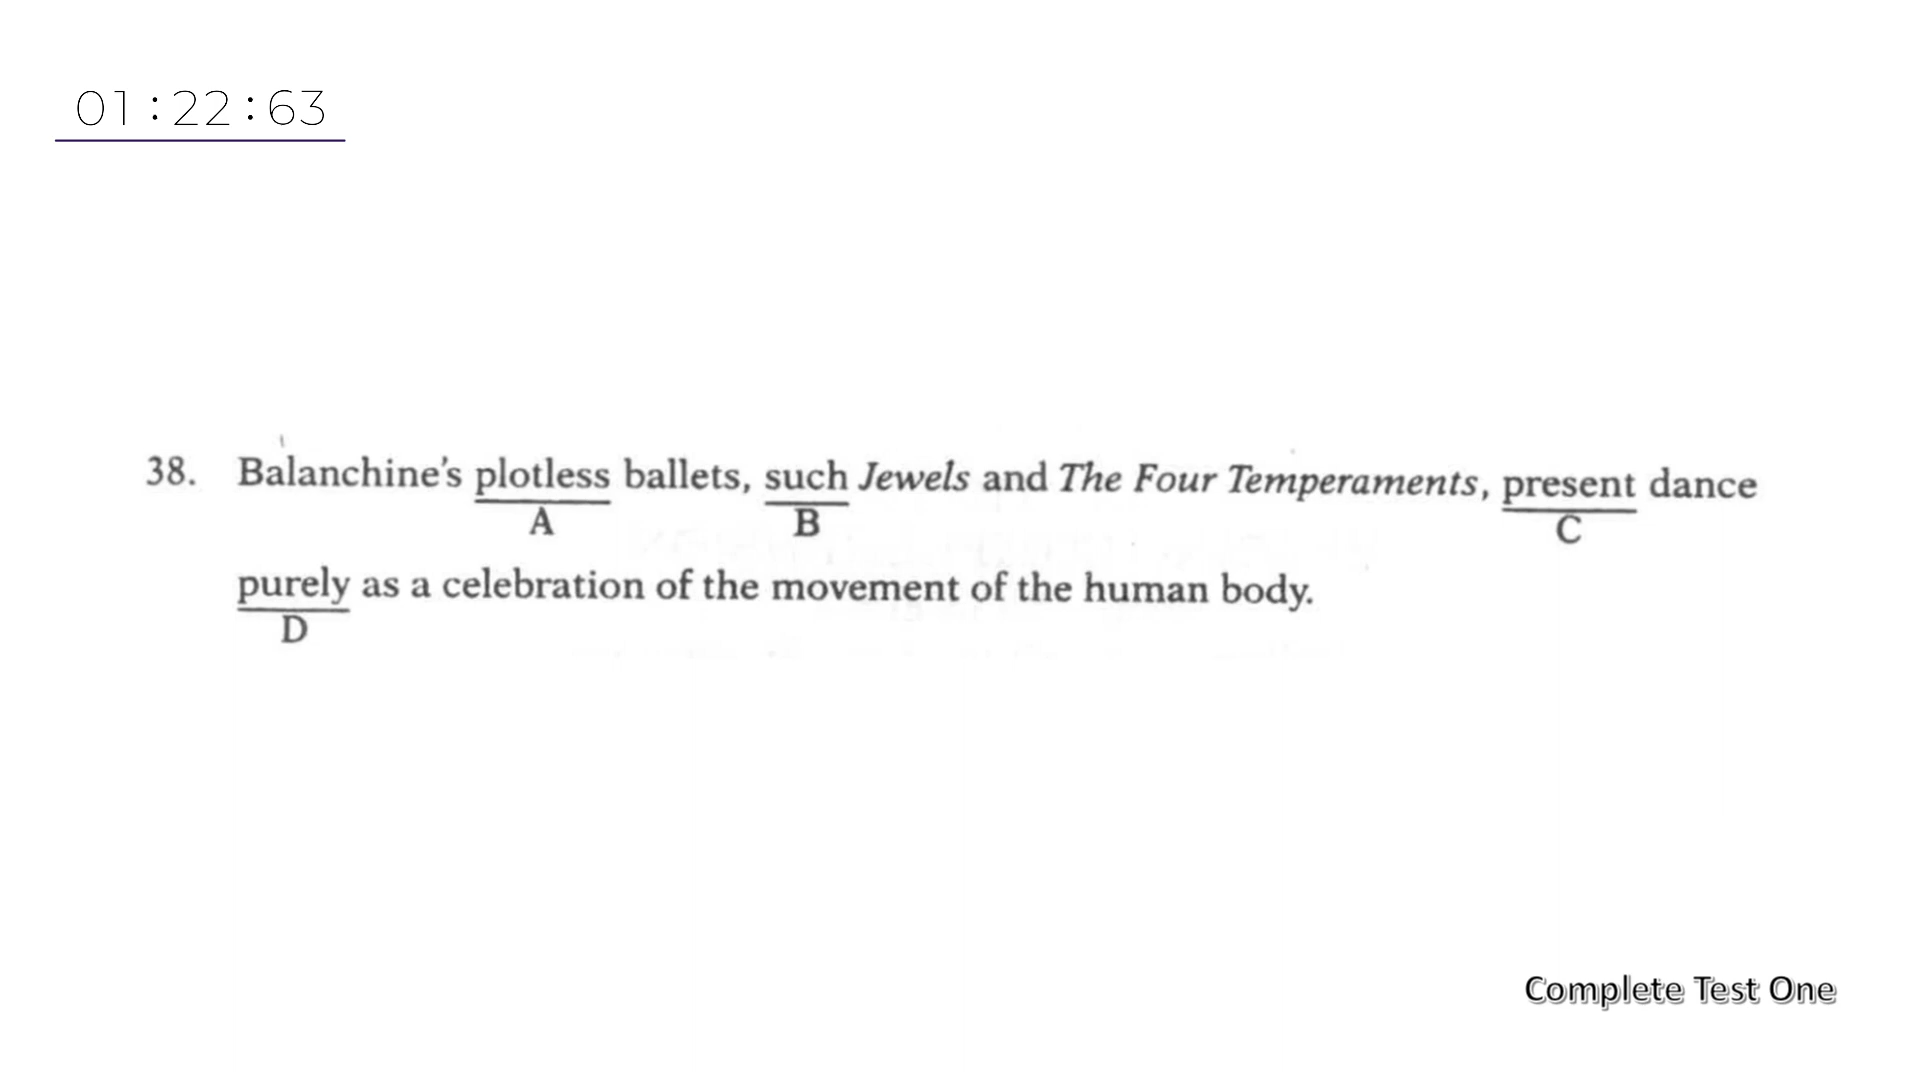 01:22:63
38. Balanchine's plotless ballets, such Jewels and The Four Temperaments, present dance
A B C
purely as a celebration of the movement of the human body.
D
Complete Test One